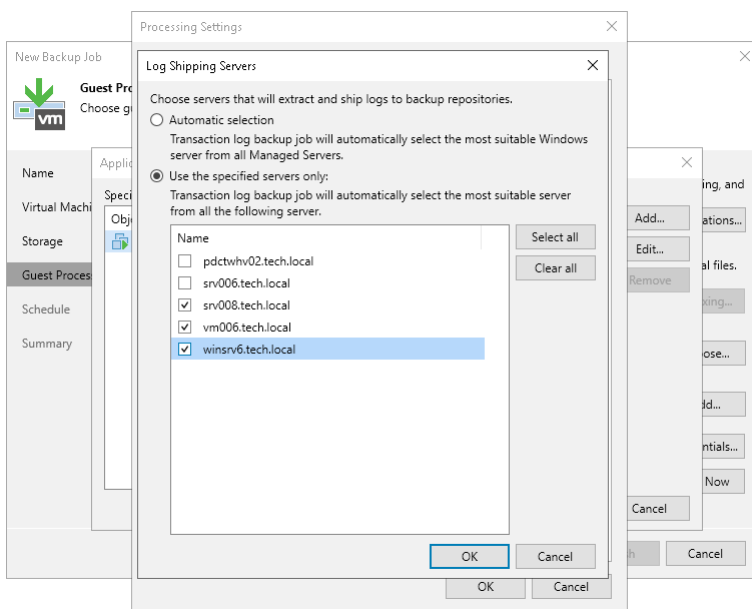 Processing Settings
New Backup Job
Log Shipping Servers
Guest
Choose
vm
Choose servers that will extract and ship logs to backup repositories.
Automatic selection
Transaction log backup job will automatically select the most suitable Windows
server from all Managed Servers.
Use the specified servers only:
Transaction log backup job will automatically select the most suitable server
from all the following server.
Name
Select all
Clear all
pdctwhv02.tech.local
srv006.tech.local
srv008.tech.local
vm006.tech.local
winsrv6.tech.local
OK
Cancel
Name
Virtual Machi
Storage
Guest Proces
Schedule
Summary
Applic
Speci
Obj
Add...
Edit...
Remove
Cancel
ing, and
ations...
al files.
xing...
ose...
dd...
ntials...
Now
h
Cancel
OK
Cancel